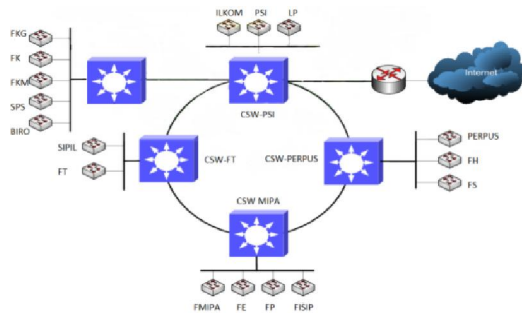 ILKOM PSI LP
FKG
FK
FKM
SPS
BIRO
Internet
CSW-PSI
SIPIL
FT
CSW-FT
CSW-PERPUS
PERPUS
FH
FS
CSW MIPA
FMIPA FE FP FISIP